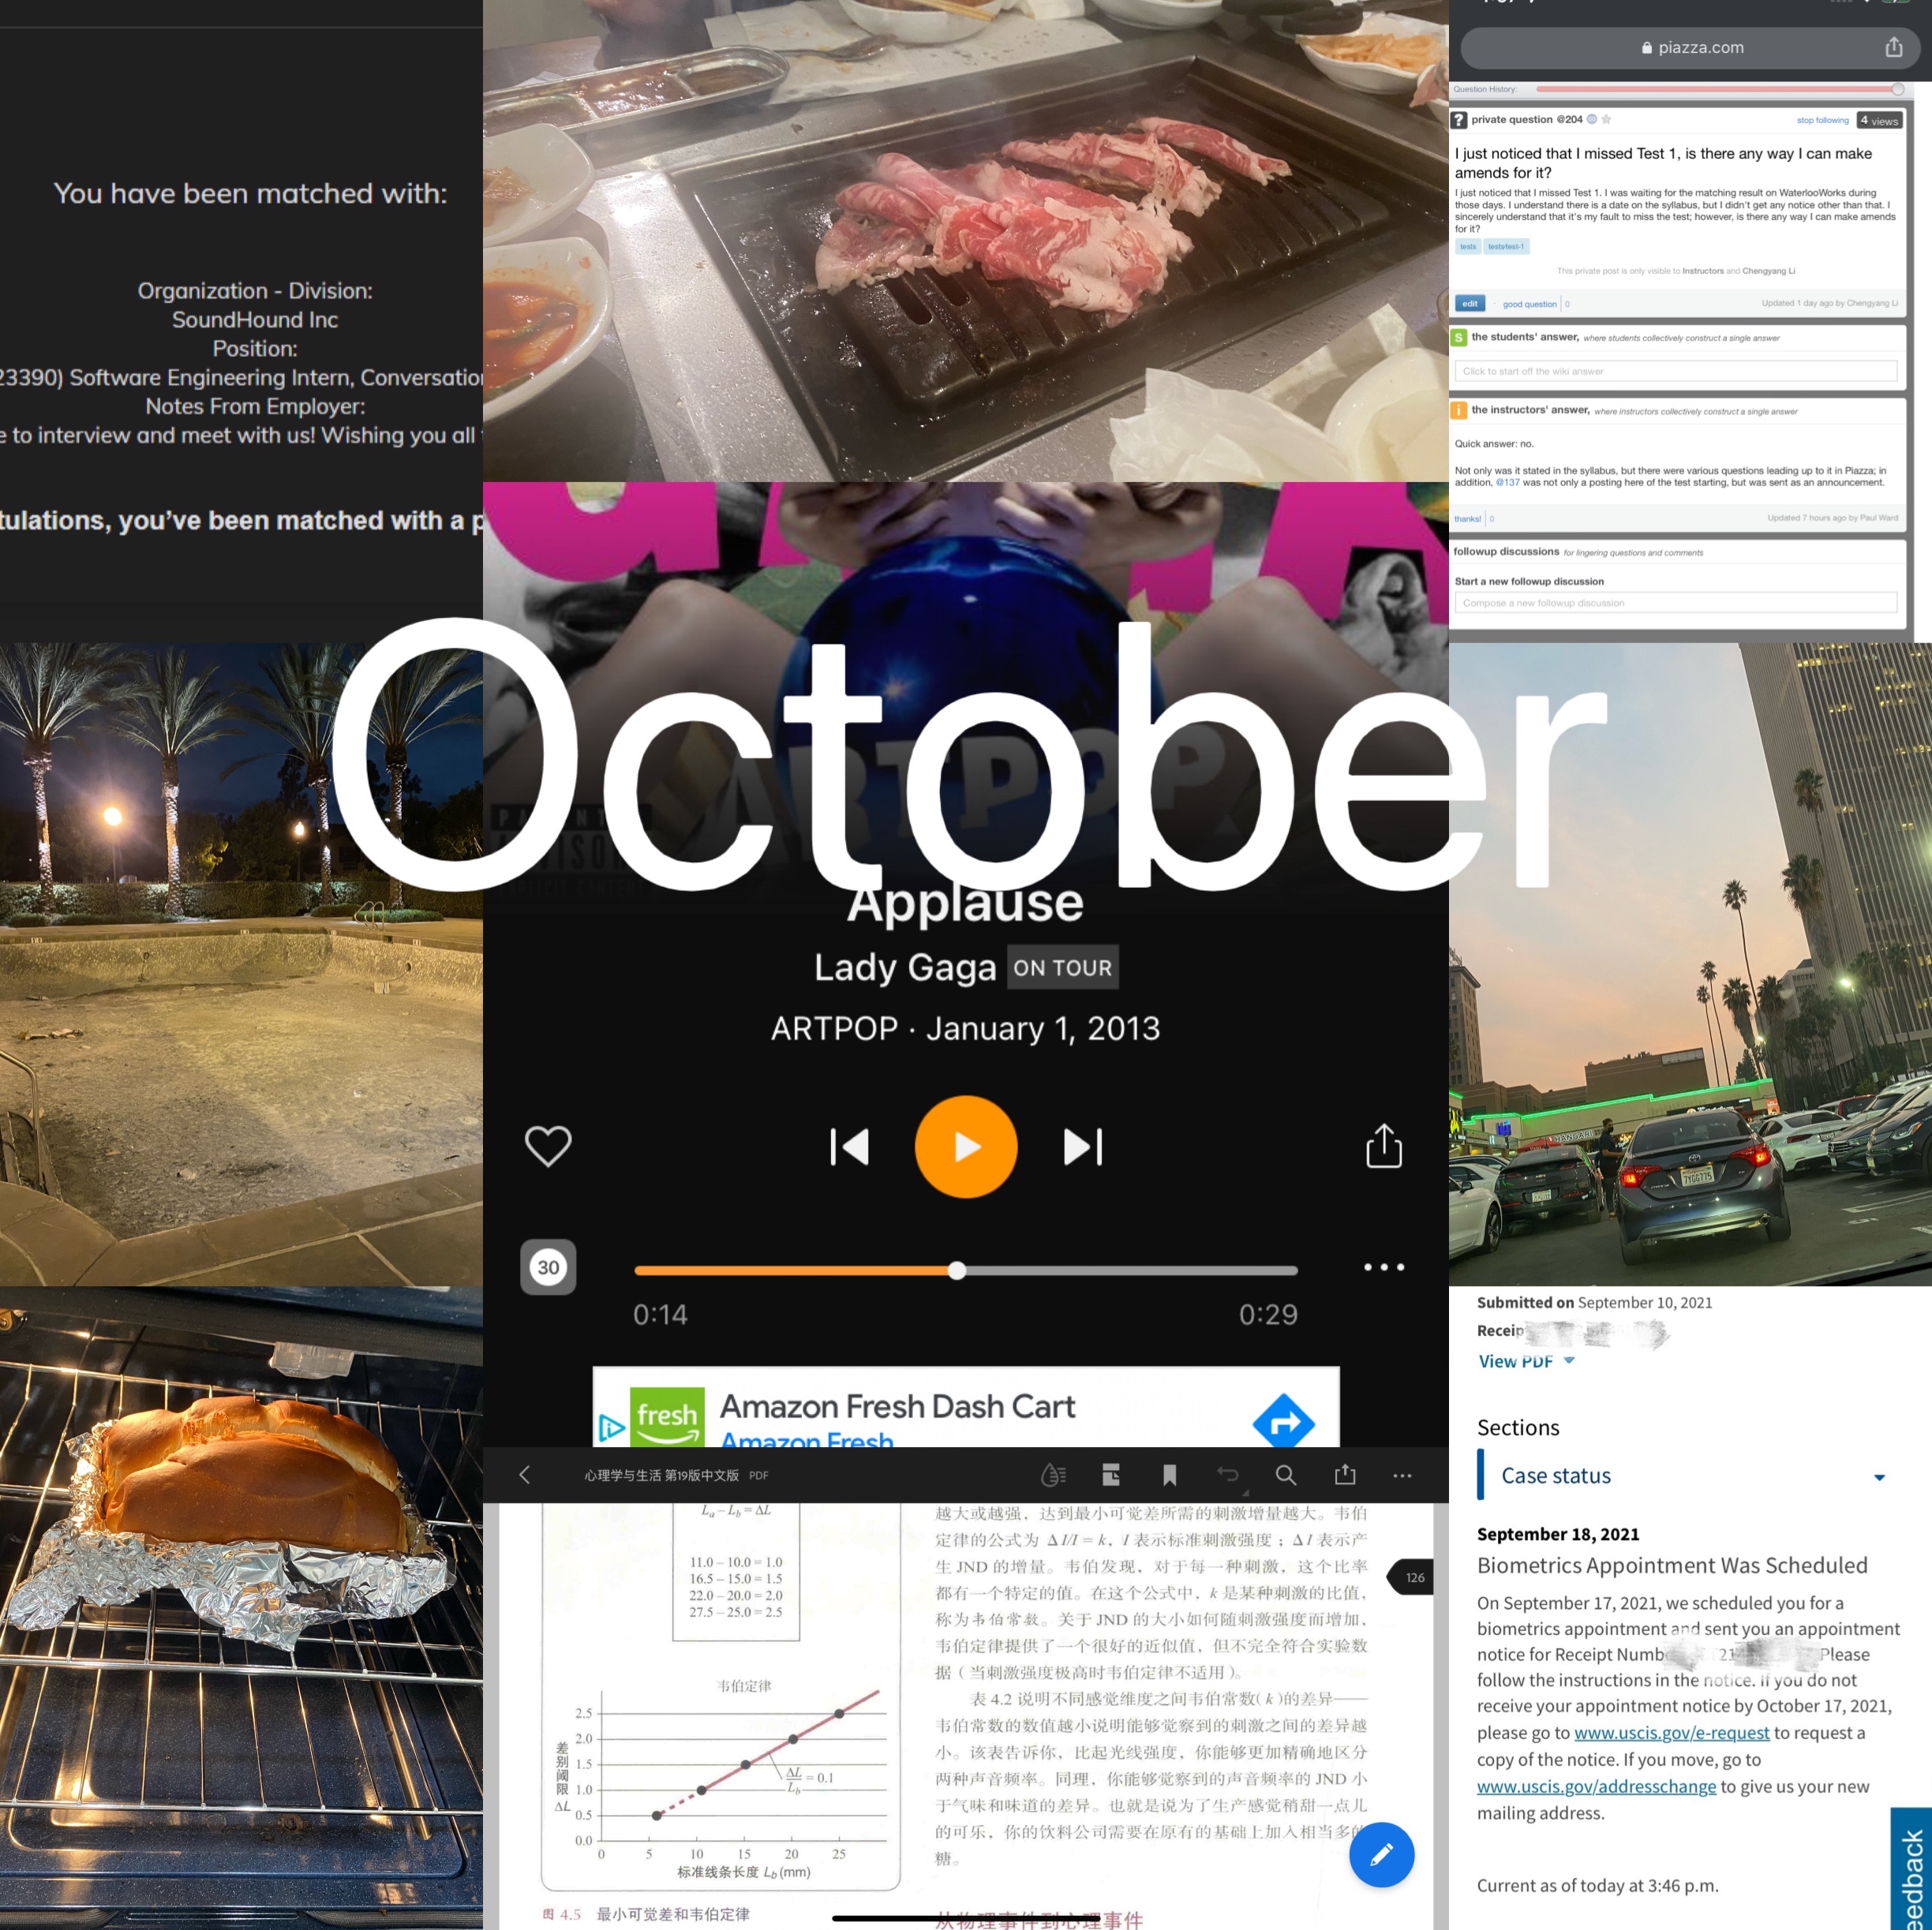 You have been matched with:
Organization - Division:
SoundHound Inc
Position:
23390) Software Engineering Intern,
Notes From Employer:
e to interview and meet with us! Wishing you all
you've been matched with a
piazza.com
Question History:
private question @204
stop following
4 views
I just noticed that I missed Test 1, is there any way I can make
amends for it?
I just noticed that I missed Test 1. I was waiting for the matching result on WaterlooWorks during
those days. I understand there is a date on the syllabus, but I didn't get any notice other than that. I
sincerely understand that it's my fault to miss the test; however, is there any way I can make amends
for it?
tests tests/test-1
This private post is only visible to Instructors and Chengyang Li
edit · good question 0
Updated 1 day ago by Chengyang Li
S the students' answer, where students collectively construct a single answer
Click to start off the wiki answer
i the instructors' answer, where instructors collectively construct a single answer
Quick answer: no.
Not only was it stated in the syllabus, but there were various questions leading up to it in Piazza; in
addition, @137 was not only a posting here of the test starting, but was sent as an announcement.
thanks! 0
Updated 7 hours ago by Paul Ward
followup discussions for lingering questions and comments
Start a new followup discussion
Compose a new followup discussion
October
ARTPOP
Applause
Lady Gaga ON TOUR
ARTPOP · January 1, 2013
30
0:14
0:29
fresh
Amazon Fresh Dash Cart
Amazon Fresh
7YGG775
心理学与生活 第19版中文版 PDF
Lₐ – L_b = ΔL
11.0 – 10.0 = 1.0
16.5 – 15.0 = 1.5
22.0 – 20.0 = 2.0
27.5 – 25.0 = 2.5
韦伯定律
差别阈限 ΔL
2.5
2.0
1.5
1.0
0.5
0.0
ΔL/L_b = 0.1
0 5 10 15 20 25
标准线条长度 L_b (mm)
图 4.5 最小可觉差和韦伯定律
越大或越强，达到最小可觉差所需的刺激增量越大。韦伯
定律的公式为 ΔI/I = k，I 表示标准刺激强度；ΔI 表示产
生 JND 的增量。韦伯发现，对于每一种刺激，这个比率
都有一个特定的值。在这个公式中，k 是某种刺激的比值，
称为韦伯常数。关于 JND 的大小如何随刺激强度而增加，
韦伯定律提供了一个很好的近似值，但不完全符合实验数
据（当刺激强度极高时韦伯定律不适用）。
表 4.2 说明不同感觉维度之间韦伯常数(k)的差异——
韦伯常数的数值越小说明能够觉察到的刺激之间的差异越
小。该表告诉你，比起光线强度，你能够更加精确地区分
两种声音频率。同理，你能够觉察到的声音频率的 JND 小
于气味和味道的差异。也就是说为了生产感觉稍甜一点儿
的可乐，你的饮料公司需要在原有的基础上加入相当多的
糖。
从物理事件到心理事件
126
Submitted on September 10, 2021
Receip
View PDF
Sections
Case status
September 18, 2021
Biometrics Appointment Was Scheduled
On September 17, 2021, we scheduled you for a
biometrics appointment and sent you an appointment
notice for Receipt Numb Please
follow the instructions in the notice. If you do not
receive your appointment notice by October 17, 2021,
please go to www.uscis.gov/e-request to request a
copy of the notice. If you move, go to
www.uscis.gov/addresschange to give us your new
mailing address.
Current as of today at 3:46 p.m.
edback